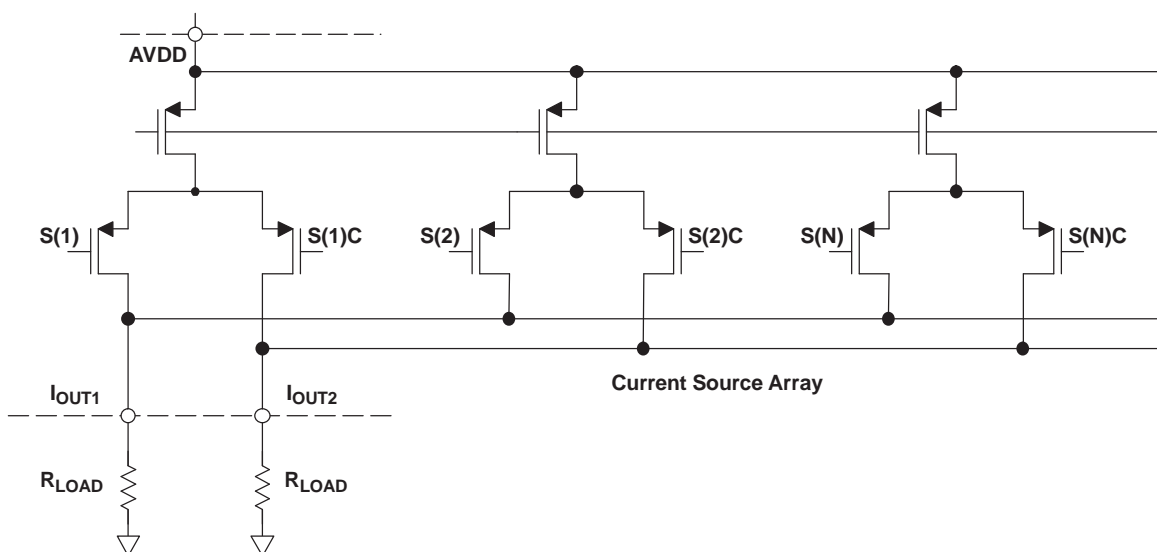 AVDD
S(1)
S(1)C
S(2)
S(2)C
S(N)
S(N)C
Current Source Array
IOUT1
IOUT2
RLOAD
RLOAD